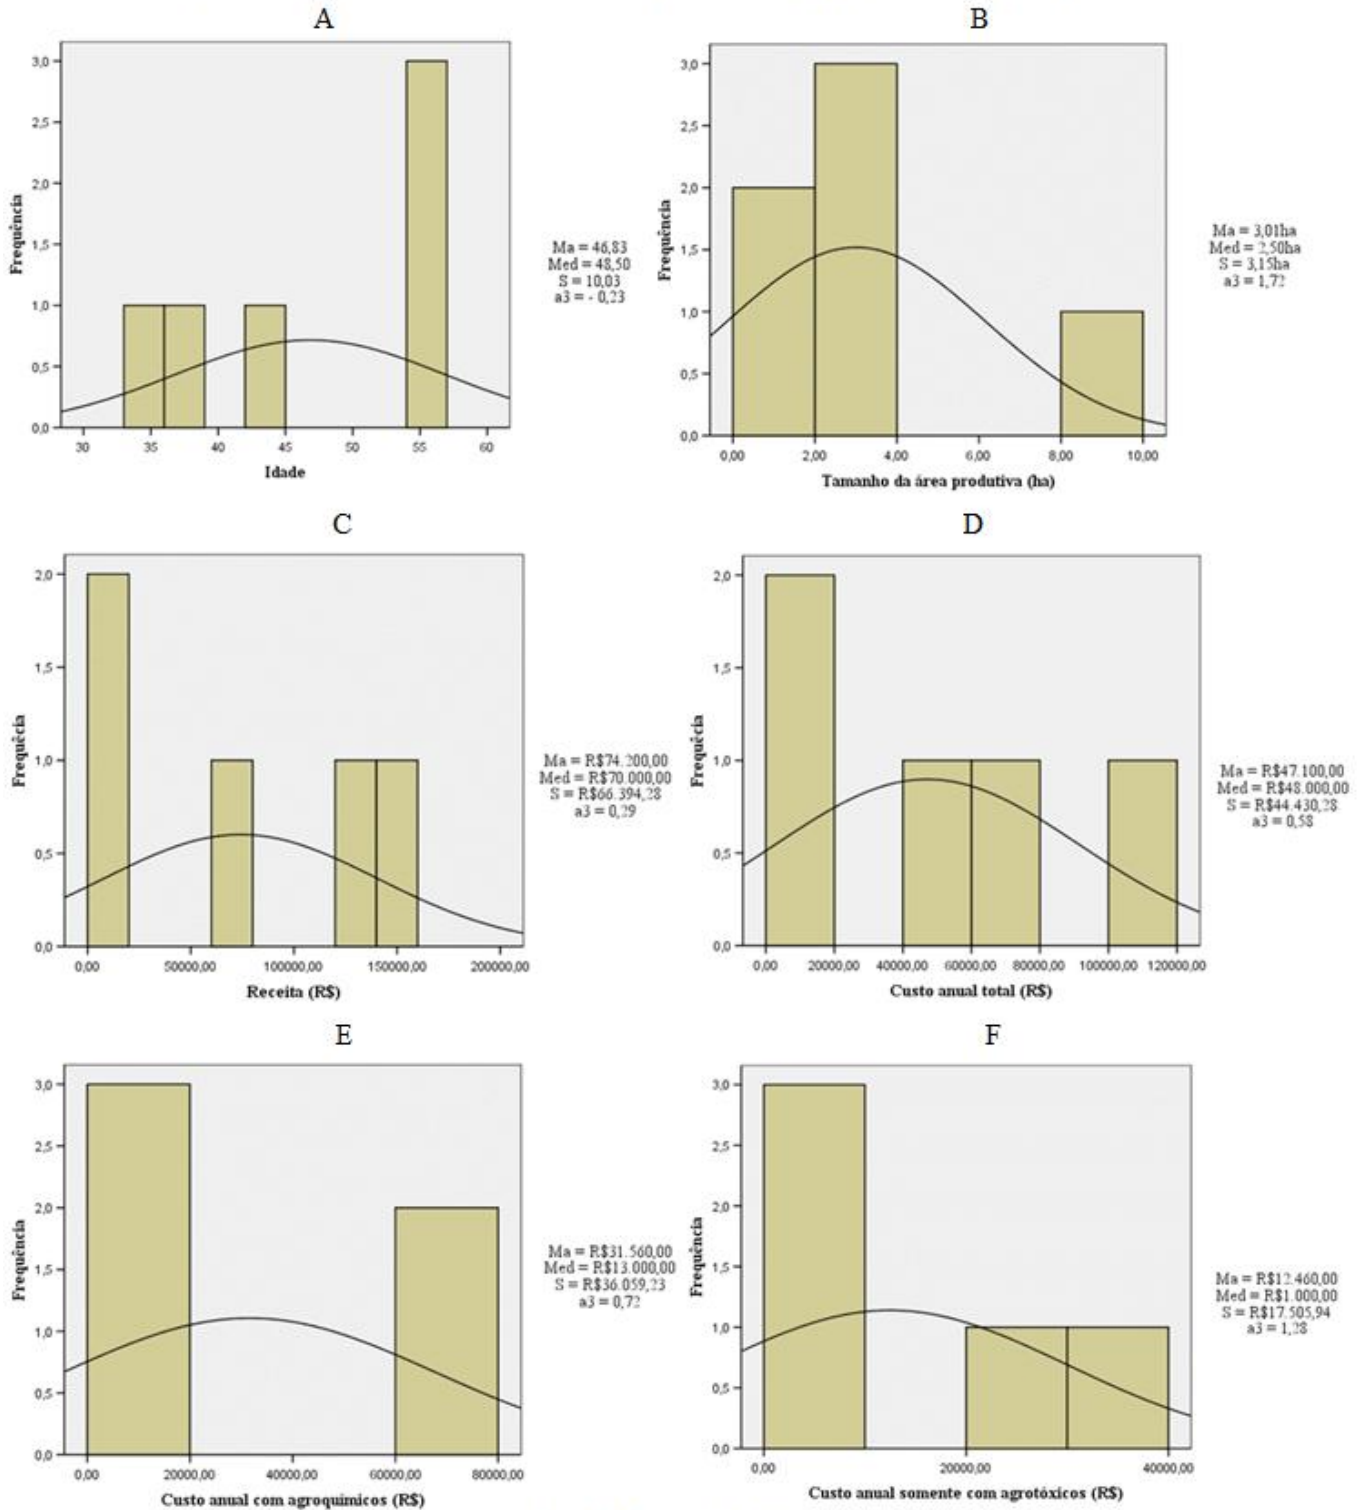 A
3,0
2,5
2,0
1,5
1,0
0,5
0,0
Frequência
30
35
40
45
50
55
60
Idade
Ma = 46,83
Med = 48,50
S = 10,03
a3 = - 0,23
B
3,0
2,5
2,0
1,5
1,0
0,5
0,0
Frequência
0,00
2,00
4,00
6,00
8,00
10,00
Tamanho da área produtiva (ha)
Ma = 3,01ha
Med = 2,50ha
S = 3,15ha
a3 = 1,72
C
2,0
1,5
1,0
0,5
0,0
Frequêcia
0,00
50000,00
100000,00
150000,00
200000,00
Receita (R$)
Ma = R$74.200,00
Med = R$70.000,00
S = R$66.394,28
a3 = 0,29
D
2,0
1,5
1,0
0,5
0,0
Frequêcia
0,00
20000,00
40000,00
60000,00
80000,00
100000,00
120000,00
Custo anual total (R$)
Ma = R$47.100,00
Med = R$48.000,00
S = R$44.430,28
a3 = 0,58
E
3,0
2,5
2,0
1,5
1,0
0,5
0,0
Frequência
0,00
20000,00
40000,00
60000,00
80000,00
Custo anual com agroquímicos (R$)
Ma = R$31.560,00
Med = R$13.000,00
S = R$36.059,23
a3 = 0,72
F
3,0
2,5
2,0
1,5
1,0
0,5
0,0
Frequência
0,00
20000,00
40000,00
Custo anual somente com agrotóxicos (R$)
Ma = R$12.460,00
Med = R$1.000,00
S = R$17.505,94
a3 = 1,28